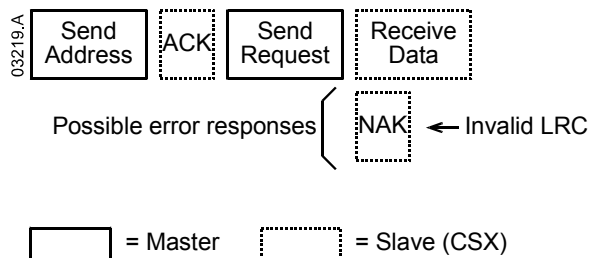 03219.A
Send
Address
ACK
Send
Request
Receive
Data
Possible error responses
NAK
Invalid LRC
= Master
= Slave (CSX)